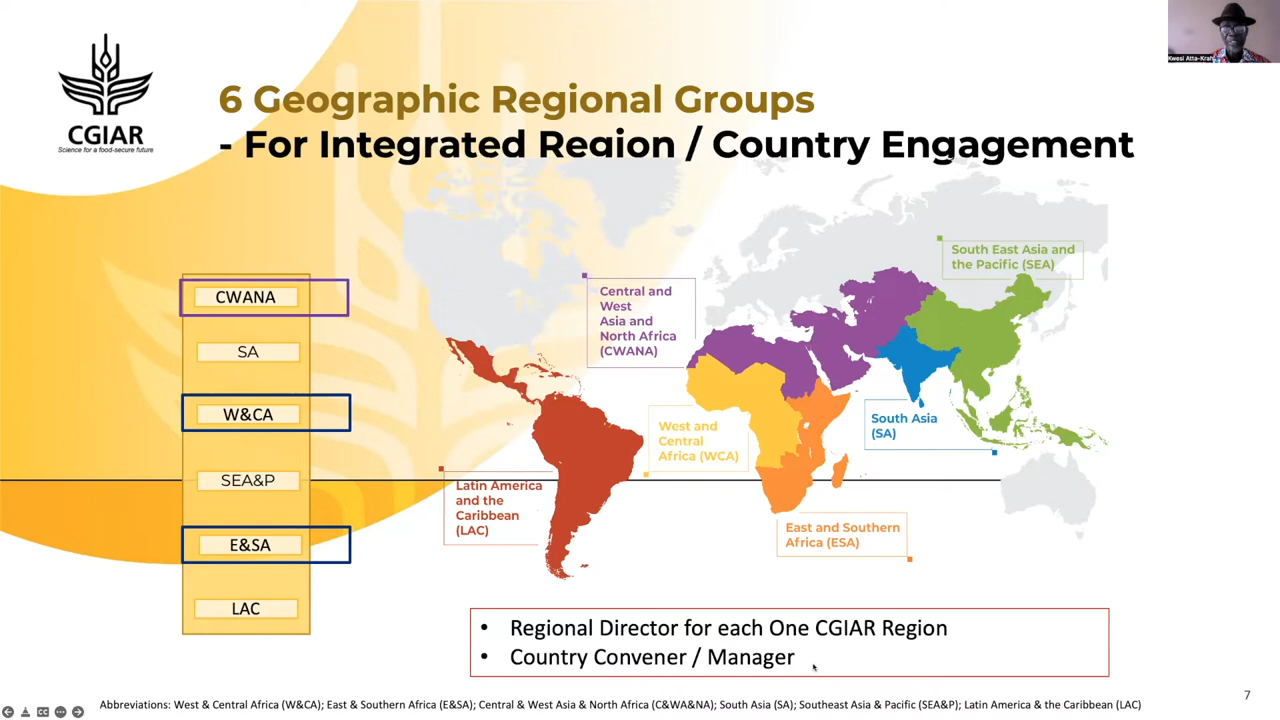 CGIAR
Science for a food-secure future
6 Geographic Regional Groups
- For Integrated Region / Country Engagement
Kwesi Atta-Krah
CWANA
SA
W&CA
SEA&P
E&SA
LAC
Central and
West
Asia and
North Africa
(CWANA)
South East Asia and
the Pacific (SEA)
West and
Central
Africa (WCA)
South Asia
(SA)
Latin America
and the
Caribbean
(LAC)
East and Southern
Africa (ESA)
• Regional Director for each One CGIAR Region
• Country Convener / Manager
CC
Abbreviations: West & Central Africa (W&CA); East & Southern Africa (E&SA); Central & West Asia & North Africa (C&WA&NA); South Asia (SA); Southeast Asia & Pacific (SEA&P); Latin America & the Caribbean (LAC)
7